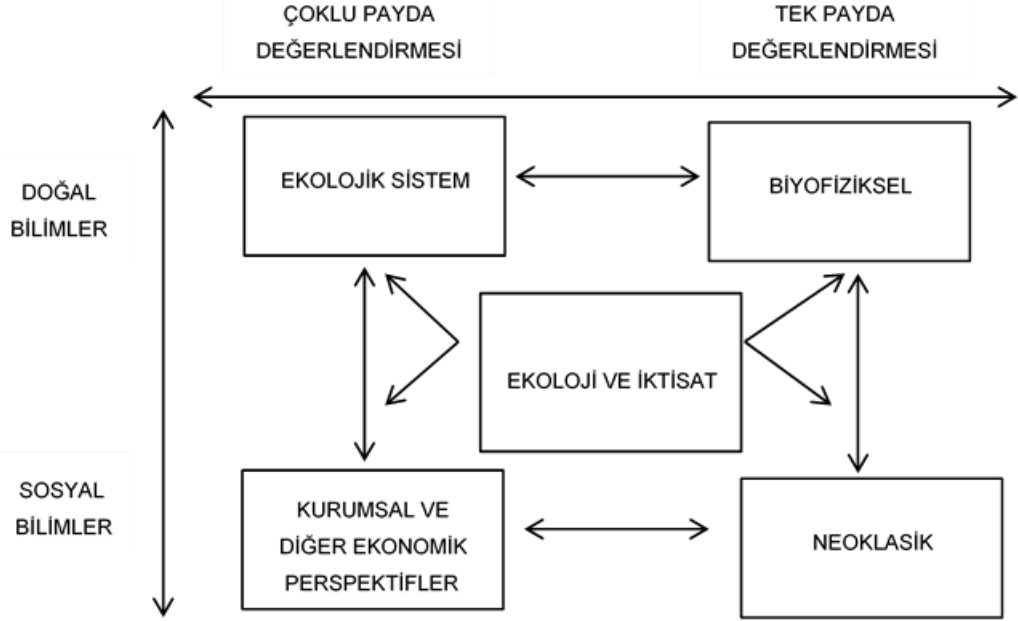 ÇOKLU PAYDA
DEĞERLENDİRMESİ
TEK PAYDA
DEĞERLENDİRMESİ
DOĞAL
BİLİMLER
EKOLOJİK SİSTEM
BİYOFİZİKSEL
EKOLOJİ VE İKTİSAT
SOSYAL
BİLİMLER
KURUMSAL VE
DİĞER EKONOMİK
PERSPEKTİFLER
NEOKLASİK